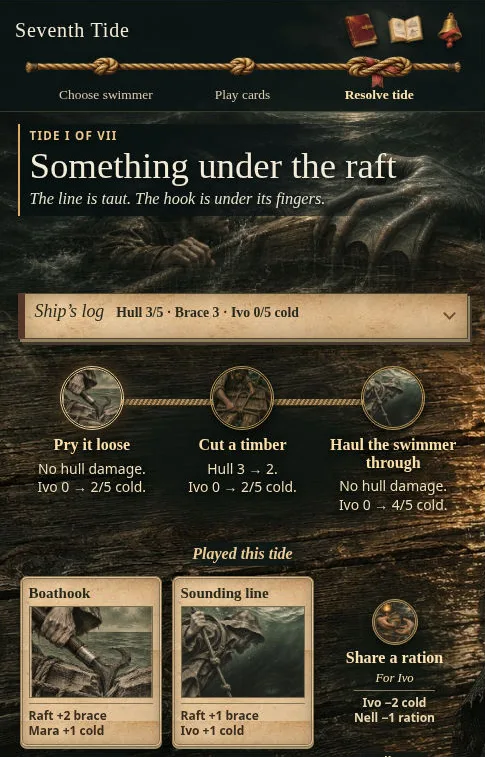 Seventh Tide
Choose swimmer
Play cards
Resolve tide
TIDE I OF VII
Something under the raft
The line is taut. The hook is under its fingers.
Ship's log Hull 3/5 · Brace 3 · Ivo 0/5 cold
Pry it loose
No hull damage.
Ivo 0 → 2/5 cold.
Cut a timber
Hull 3 → 2.
Ivo 0 → 2/5 cold.
Haul the swimmer
through
No hull damage.
Ivo 0 → 4/5 cold.
Played this tide
Boathook
Raft +2 brace
Mara +1 cold
Sounding line
Raft +1 brace
Ivo +1 cold
Share a ration
For Ivo
Ivo −2 cold
Nell −1 ration